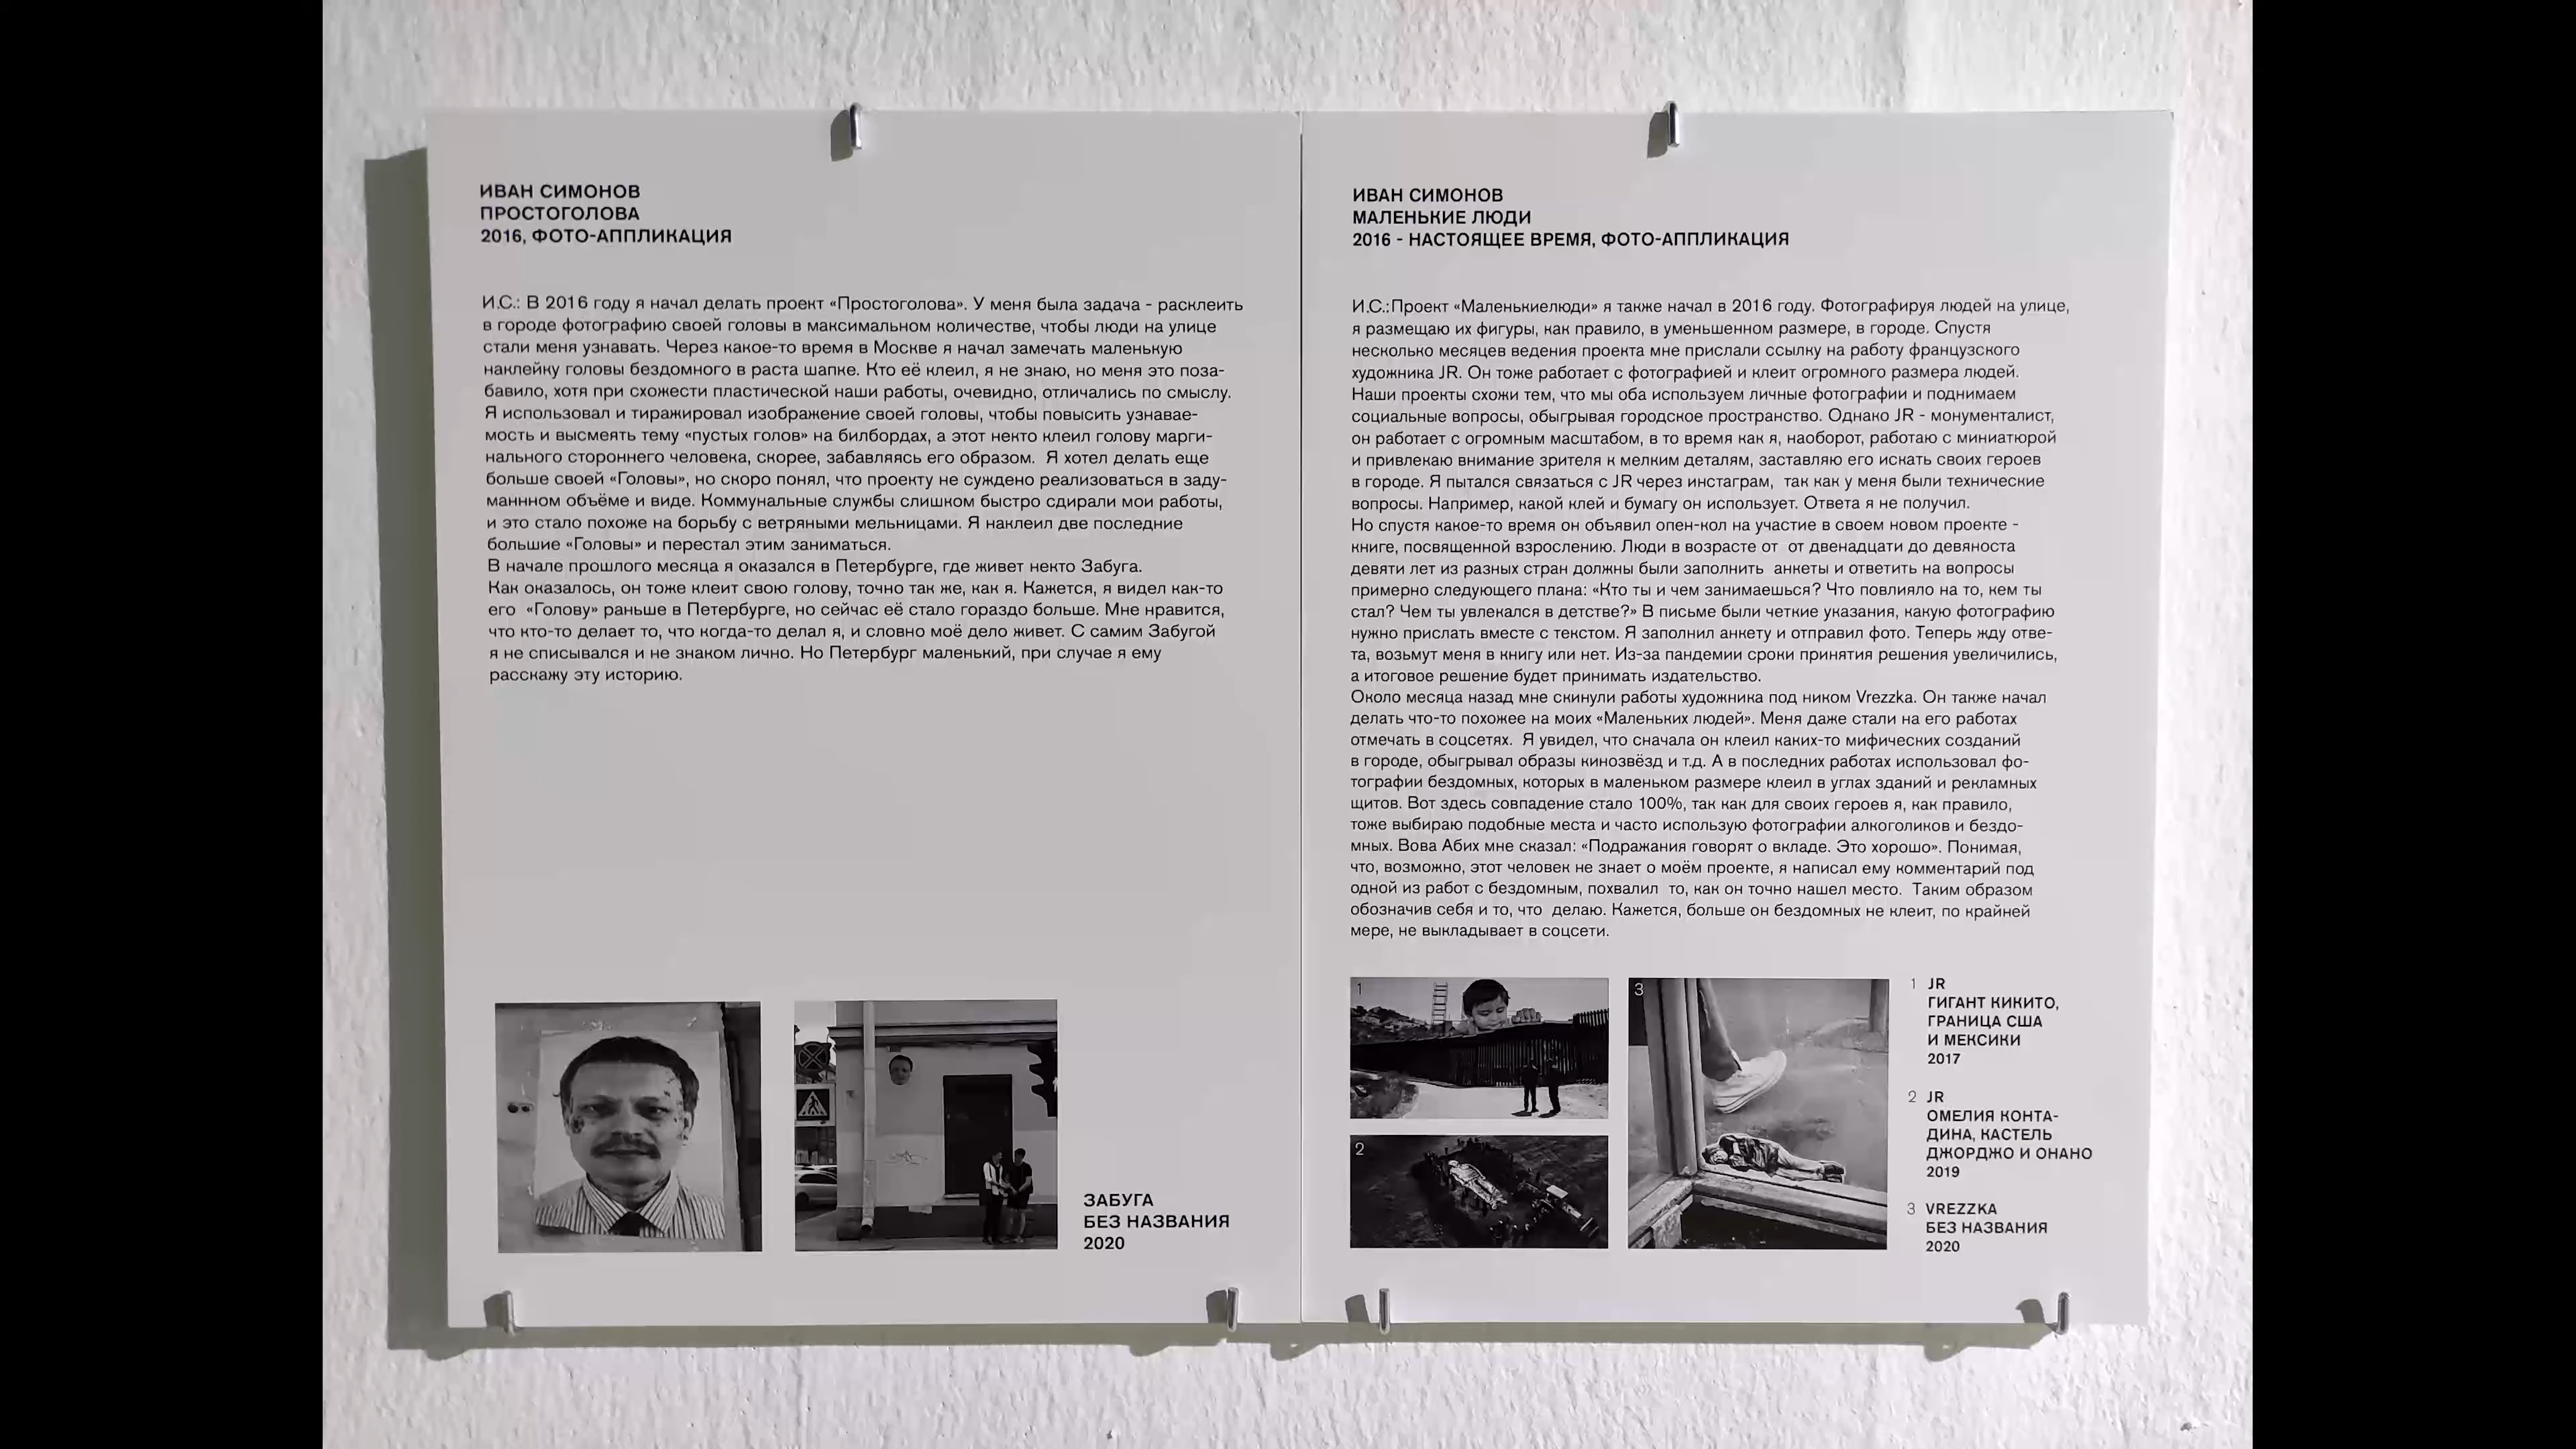 ИВАН СИМОНОВ
ПРОСТОГОЛОВА
2016, ФОТО-АППЛИКАЦИЯ
И.С.: В 2016 году я начал делать проект «Простоголова». У меня была задача - расклеить
в городе фотографию своей головы в максимальном количестве, чтобы люди на улице
стали меня узнавать. Через какое-то время в Москве я начал замечать маленькую
наклейку головы бездомного в раста шапке. Кто её клеил, я не знаю, но меня это поза-
бавило, хотя при схожести пластической наши работы, очевидно, отличались по смыслу.
Я использовал и тиражировал изображение своей головы, чтобы повысить узнавае-
мость и высмеять тему «пустых голов» на билбордах, а этот некто клеил голову марги-
нального стороннего человека, скорее, забавляясь его образом. Я хотел делать еще
больше своей «Головы», но скоро понял, что проекту не суждено реализоваться в заду-
маннном объёме и виде. Коммунальные службы слишком быстро сдирали мои работы,
и это стало похоже на борьбу с ветряными мельницами. Я наклеил две последние
большие «Головы» и перестал этим заниматься.
В начале прошлого месяца я оказался в Петербурге, где живет некто Забуга.
Как оказалось, он тоже клеит свою голову, точно так же, как я. Кажется, я видел как-то
его «Голову» раньше в Петербурге, но сейчас её стало гораздо больше. Мне нравится,
что кто-то делает то, что когда-то делал я, и словно моё дело живет. С самим Забугой
я не списывался и не знаком лично. Но Петербург маленький, при случае я ему
расскажу эту историю.
ЗАБУГА
БЕЗ НАЗВАНИЯ
2020
ИВАН СИМОНОВ
МАЛЕНЬКИЕ ЛЮДИ
2016 - НАСТОЯЩЕЕ ВРЕМЯ, ФОТО-АППЛИКАЦИЯ
И.С.:Проект «Маленькиелюди» я также начал в 2016 году. Фотографируя людей на улице,
я размещаю их фигуры, как правило, в уменьшенном размере, в городе. Спустя
несколько месяцев ведения проекта мне прислали ссылку на работу французского
художника JR. Он тоже работает с фотографией и клеит огромного размера людей.
Наши проекты схожи тем, что мы оба используем личные фотографии и поднимаем
социальные вопросы, обыгрывая городское пространство. Однако JR - монументалист,
он работает с огромным масштабом, в то время как я, наоборот, работаю с миниатюрой
и привлекаю внимание зрителя к мелким деталям, заставляю его искать своих героев
в городе. Я пытался связаться с JR через инстаграм, так как у меня были технические
вопросы. Например, какой клей и бумагу он использует. Ответа я не получил.
Но спустя какое-то время он объявил опен-кол на участие в своем новом проекте -
книге, посвященной взрослению. Люди в возрасте от от двенадцати до девяноста
девяти лет из разных стран должны были заполнить анкеты и ответить на вопросы
примерно следующего плана: «Кто ты и чем занимаешься? Что повлияло на то, кем ты
стал? Чем ты увлекался в детстве?» В письме были четкие указания, какую фотографию
нужно прислать вместе с текстом. Я заполнил анкету и отправил фото. Теперь жду отве-
та, возьмут меня в книгу или нет. Из-за пандемии сроки принятия решения увеличились,
а итоговое решение будет принимать издательство.
Около месяца назад мне скинули работы художника под ником Vrezzka. Он также начал
делать что-то похожее на моих «Маленьких людей». Меня даже стали на его работах
отмечать в соцсетях. Я увидел, что сначала он клеил каких-то мифических созданий
в городе, обыгрывал образы кинозвёзд и т.д. А в последних работах использовал фо-
тографии бездомных, которых в маленьком размере клеил в углах зданий и рекламных
щитов. Вот здесь совпадение стало 100%, так как для своих героев я, как правило,
тоже выбираю подобные места и часто использую фотографии алкоголиков и бездо-
мных. Вова Абих мне сказал: «Подражания говорят о вкладе. Это хорошо». Понимая,
что, возможно, этот человек не знает о моём проекте, я написал ему комментарий под
одной из работ с бездомным, похвалил то, как он точно нашел место. Таким образом
обозначив себя и то, что делаю. Кажется, больше он бездомных не клеит, по крайней
мере, не выкладывает в соцсети.
1
2
3
1 JR
ГИГАНТ КИКИТО,
ГРАНИЦА США
И МЕКСИКИ
2017
2 JR
ОМЕЛИЯ КОНТА-
ДИНА, КАСТЕЛЬ
ДЖОРДЖО И ОНАНО
2019
3 VREZZKA
БЕЗ НАЗВАНИЯ
2020